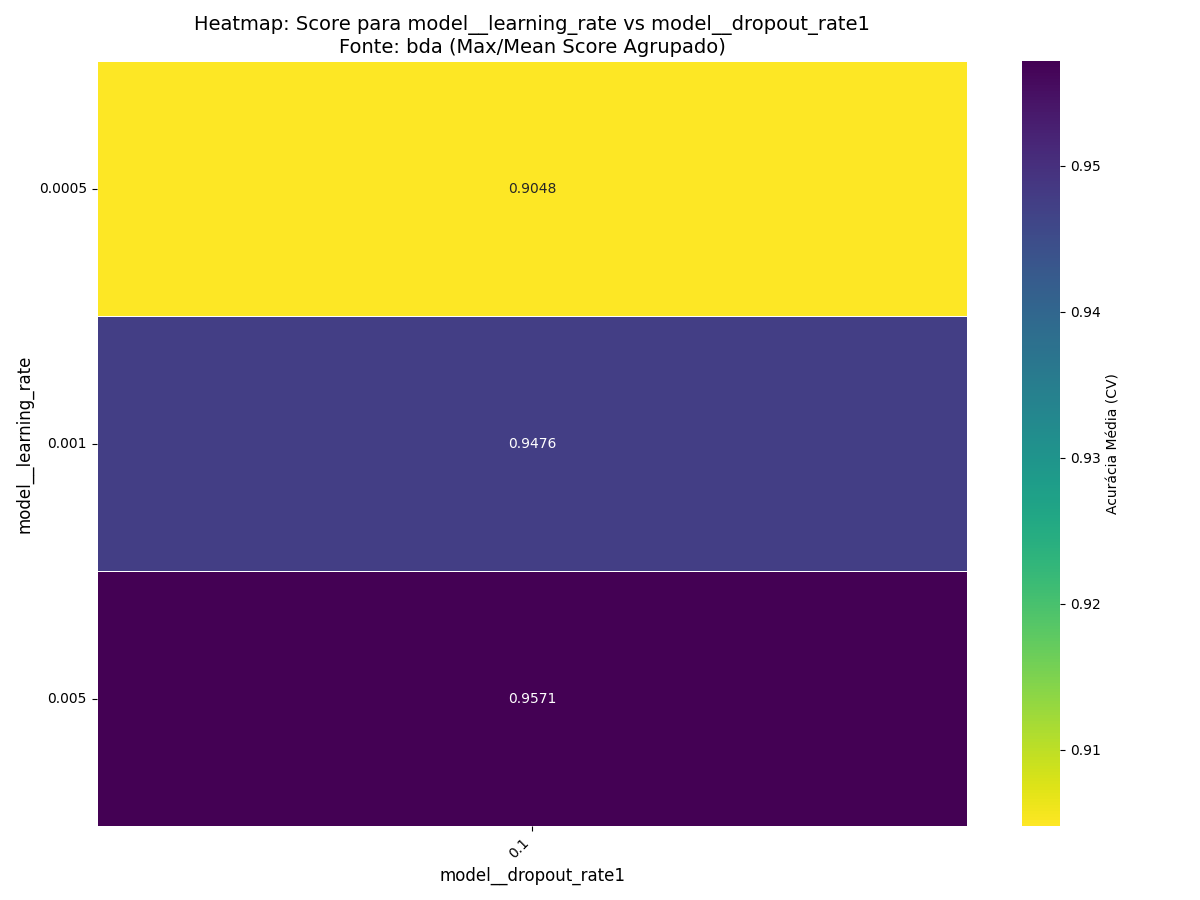 Heatmap: Score para model__learning_rate vs model__dropout_rate1
Fonte: bda (Max/Mean Score Agrupado)
model__learning_rate
0.0005
0.9048
0.001
0.9476
0.005
0.9571
0.1
model__dropout_rate1
0.95
0.94
0.93
0.92
0.91
Acurácia Média (CV)